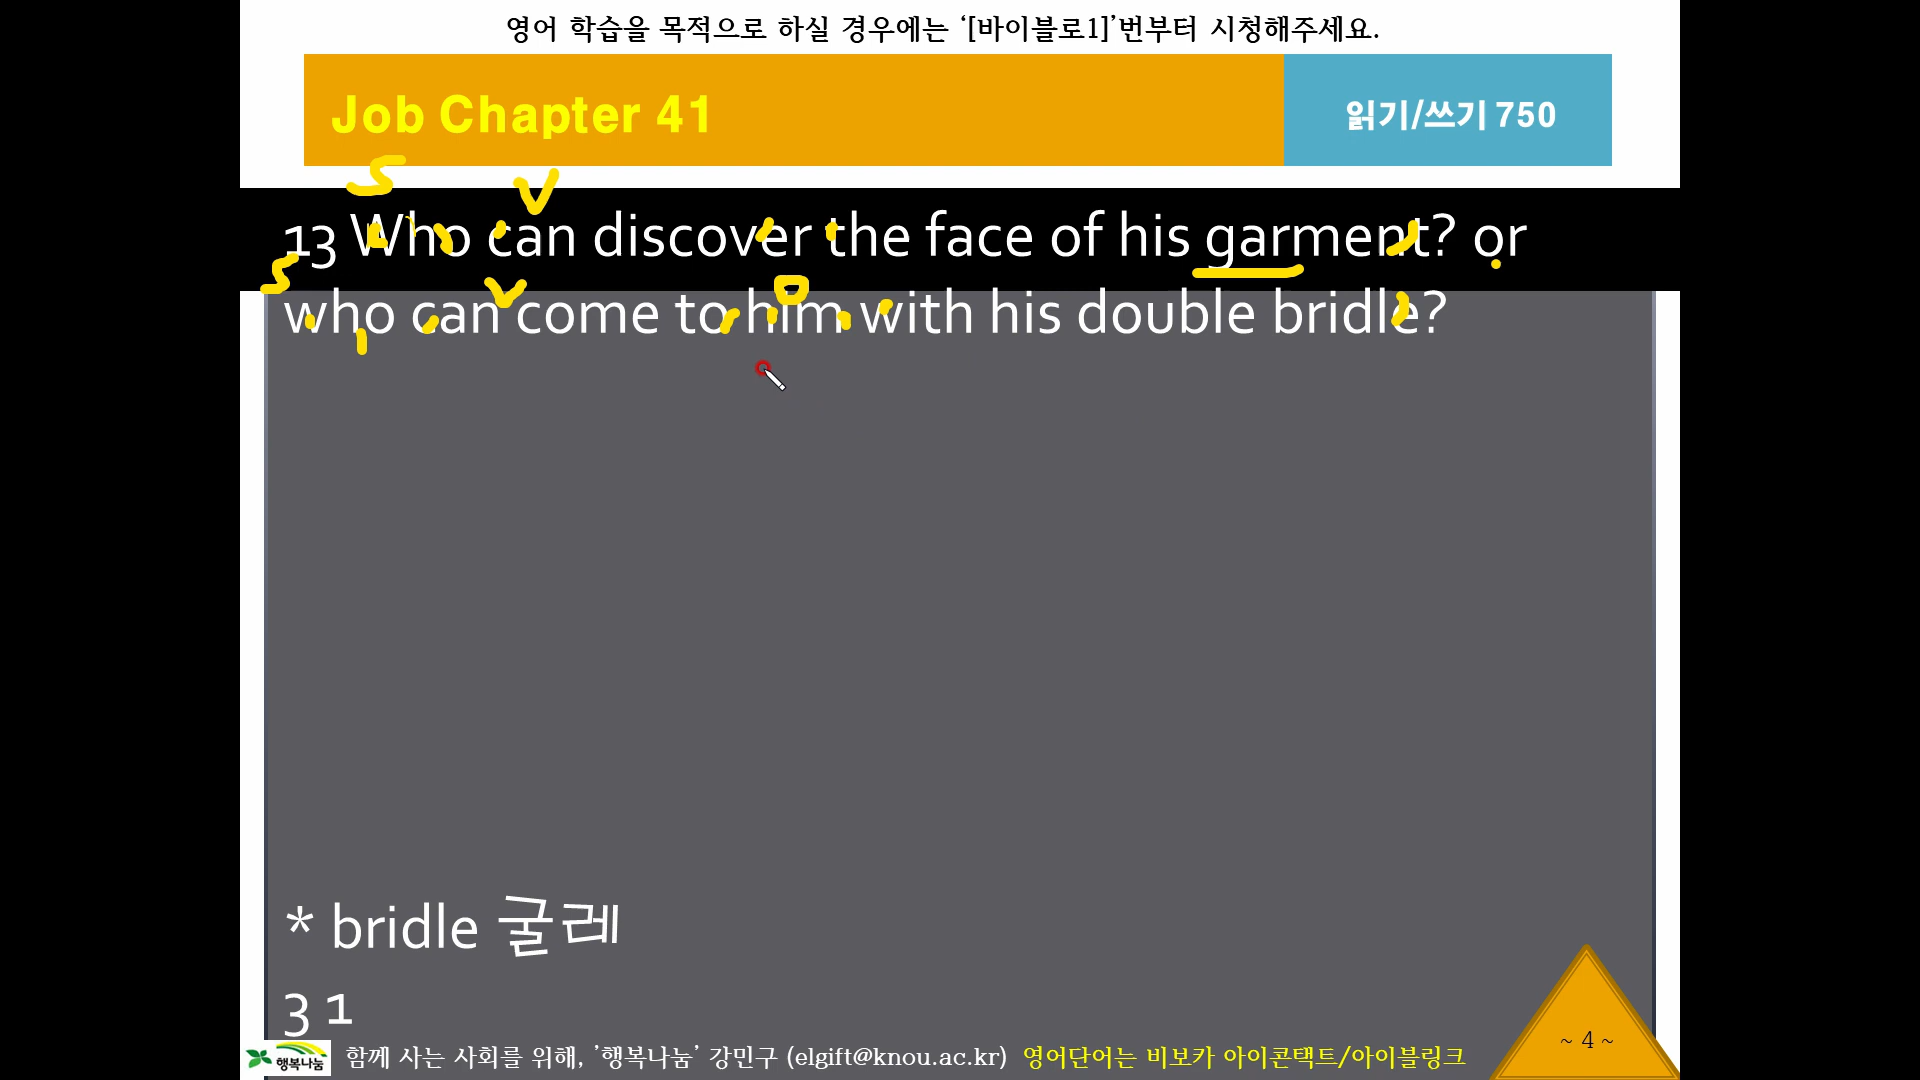 영어 학습을 목적으로 하실 경우에는 ‘[바이블로1]’번부터 시청해주세요.
Job Chapter 41
읽기/쓰기 750
S
V
13 Who can discover the face of his garment? or
S
V
who can come to him with his double bridle?
* bridle 굴레
3 1
행복나눔
함께 사는 사회를 위해, ’행복나눔’ 강민구 (elgift@knou.ac.kr) 영어단어는 비보카 아이콘택트/아이블링크
~ 4 ~